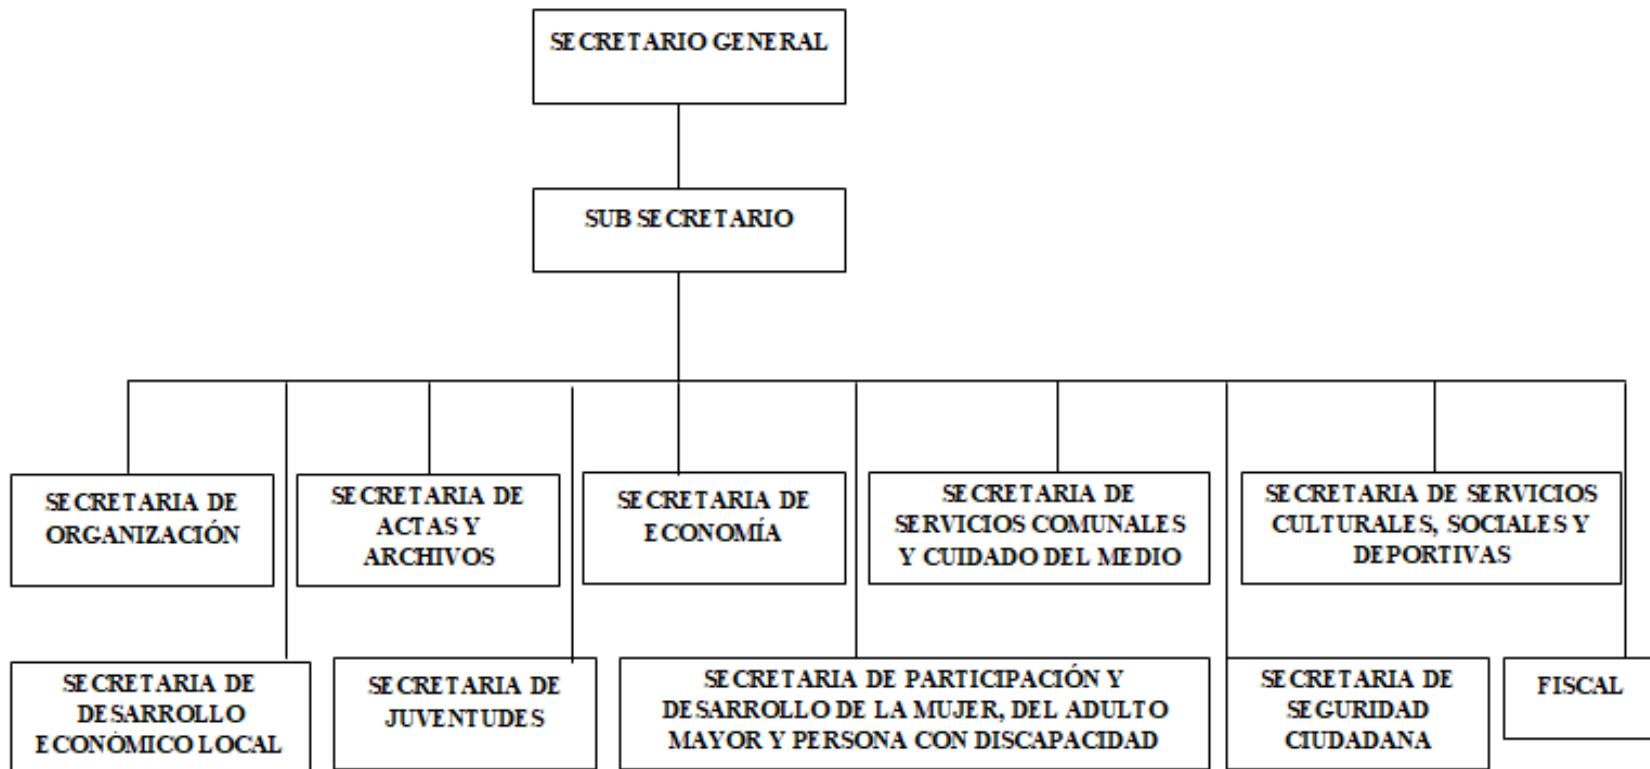 SECRETARIO GENERAL
SUB SECRETARIO
SECRETARIA DE
ORGANIZACIÓN
SECRETARIA DE
ACTAS Y
ARCHIVOS
SECRETARIA DE
ECONOMÍA
SECRETARIA DE
SERVICIOS COMUNALES
Y CUIDADO DEL MEDIO
SECRETARIA DE SERVICIOS
CULTURALES, SOCIALES Y
DEPORTIVAS
SECRETARIA DE
DESARROLLO
ECONÓMICO LOCAL
SECRETARIA DE
JUVENTUDES
SECRETARIA DE PARTICIPACIÓN Y
DESARROLLO DE LA MUJER, DEL ADULTO
MAYOR Y PERSONA CON DISCAPACIDAD
SECRETARIA DE
SEGURIDAD
CIUDADANA
FISCAL